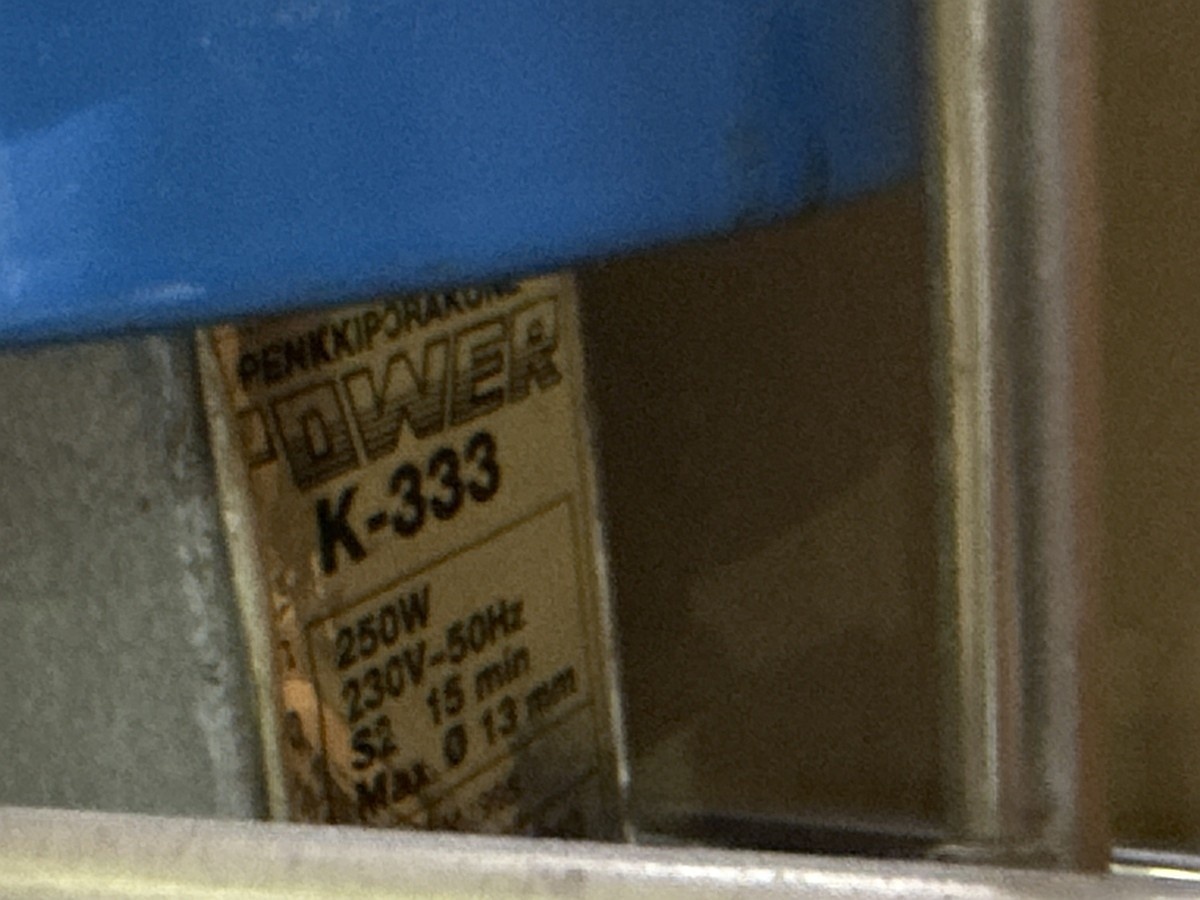 PENKKIPORAKONE
POWER
K-333
250W
230V~50Hz
S2 15 min
Max. Ø 13 mm